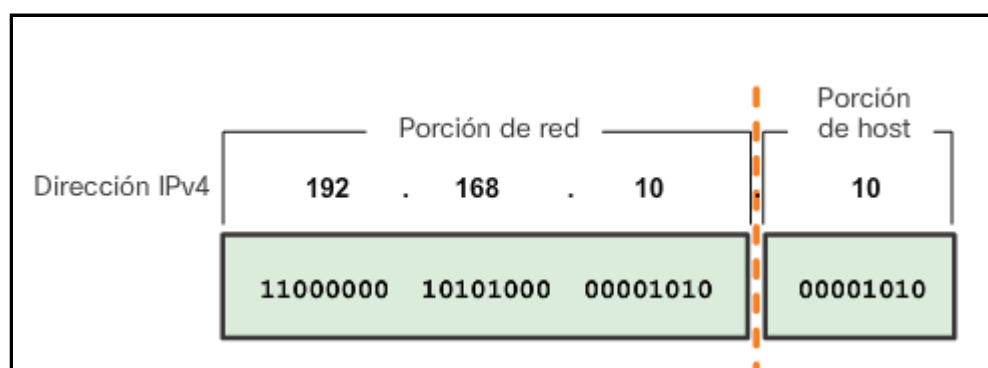 Porción de red
Porción
de host
Dirección IPv4 192 . 168 . 10 . 10
11000000 10101000 00001010 00001010